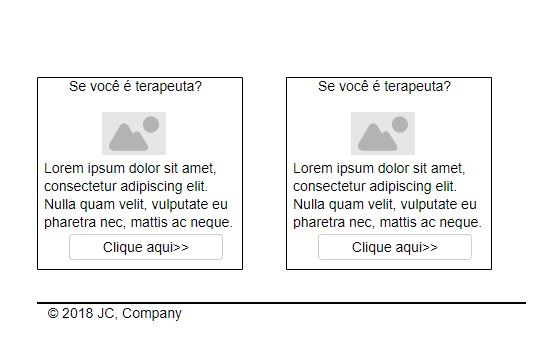 Se você é terapeuta?
Lorem ipsum dolor sit amet,
consectetur adipiscing elit.
Nulla quam velit, vulputate eu
pharetra nec, mattis ac neque.
Clique aqui>>
Se você é terapeuta?
Lorem ipsum dolor sit amet,
consectetur adipiscing elit.
Nulla quam velit, vulputate eu
pharetra nec, mattis ac neque.
Clique aqui>>
© 2018 JC, Company